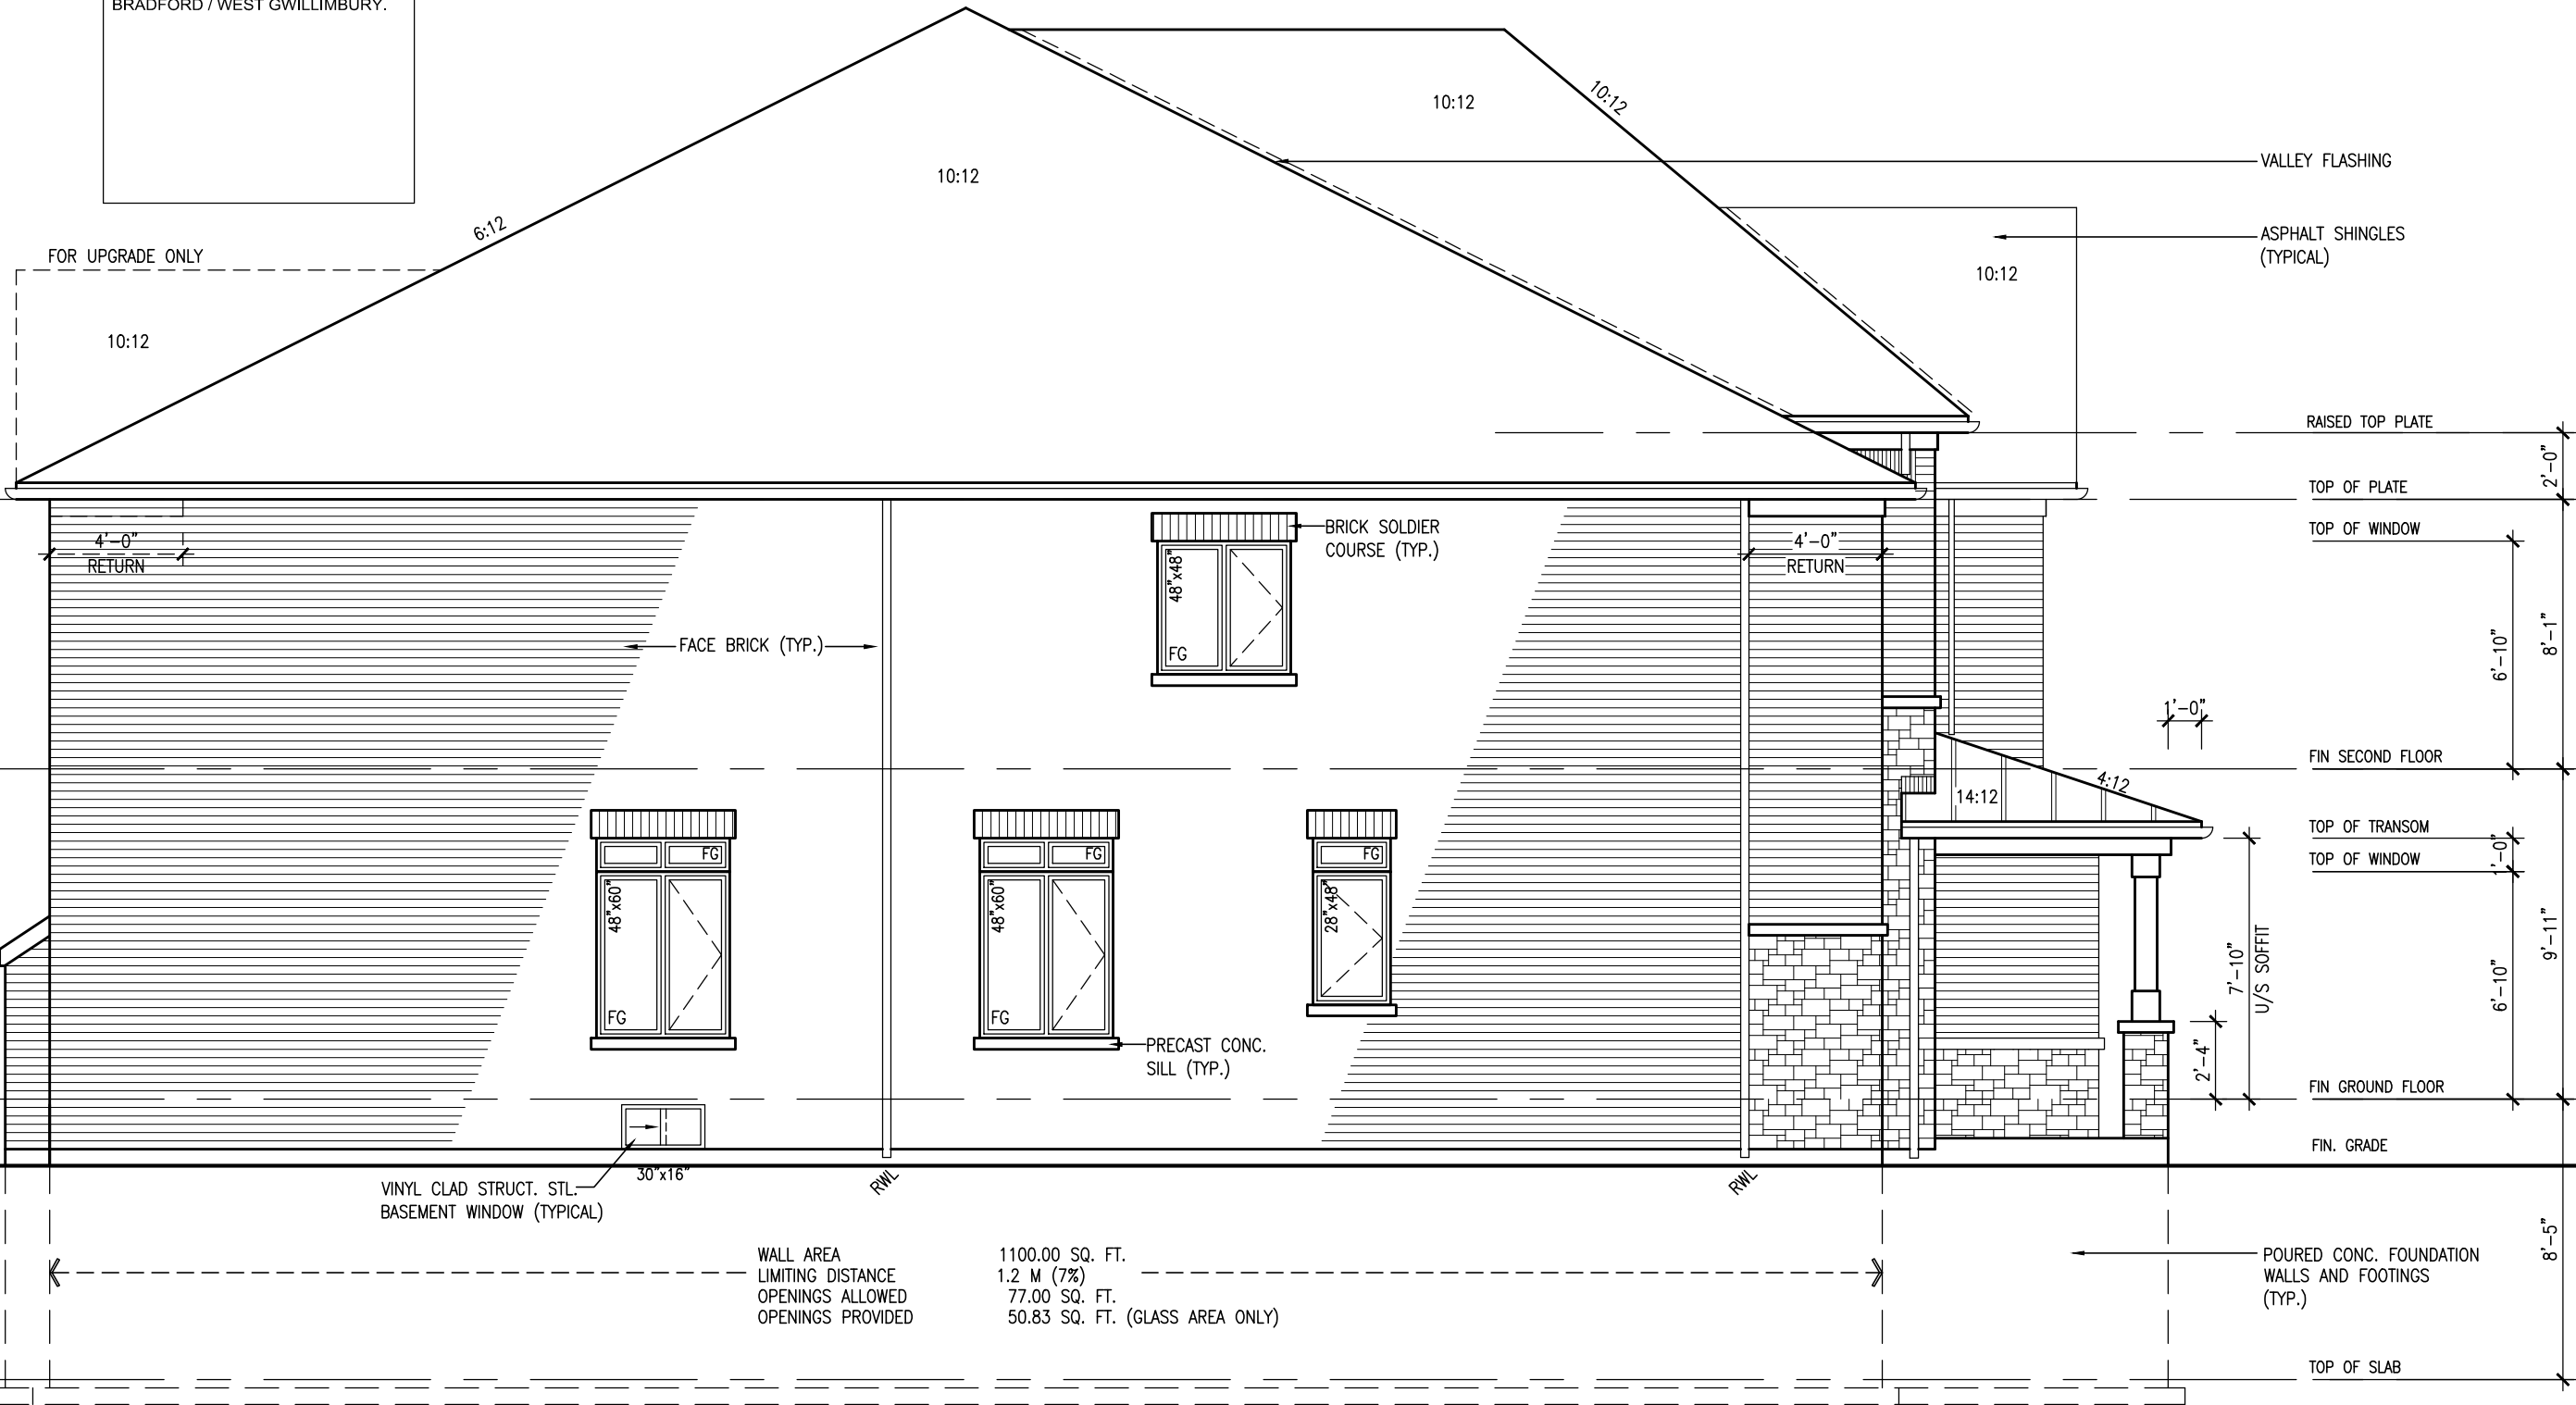 BRADFORD / WEST GWILLIMBURY.
10:12
10:12
VALLEY FLASHING
10:12
6:12
ASPHALT SHINGLES
(TYPICAL)
FOR UPGRADE ONLY
10:12
10:12
RAISED TOP PLATE
2'-0"
TOP OF PLATE
BRICK SOLDIER
COURSE (TYP.)
TOP OF WINDOW
4'-0"
RETURN
4'-0"
RETURN
48"x48"
FG
FACE BRICK (TYP.)
6'-10"
8'-1"
1'-0"
FIN SECOND FLOOR
4:12
14:12
TOP OF TRANSOM
1'-0"
TOP OF WINDOW
FG
FG
FG
48"x60"
48"x60"
28"x48"
FG
FG
7'-10"
U/S SOFFIT
6'-10"
9'-11"
PRECAST CONC.
SILL (TYP.)
2'-4"
FIN GROUND FLOOR
FIN. GRADE
30"x16"
RWL
RWL
VINYL CLAD STRUCT. STL.
BASEMENT WINDOW (TYPICAL)
8'-5"
WALL AREA 1100.00 SQ. FT.
LIMITING DISTANCE 1.2 M (7%)
OPENINGS ALLOWED 77.00 SQ. FT.
OPENINGS PROVIDED 50.83 SQ. FT. (GLASS AREA ONLY)
POURED CONC. FOUNDATION
WALLS AND FOOTINGS
(TYP.)
TOP OF SLAB